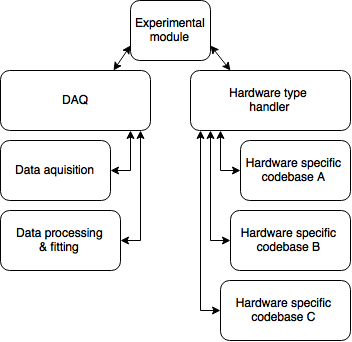 Experimental
module
DAQ
Hardware type
handler
Data aquisition
Hardware specific
codebase A
Data processing
& fitting
Hardware specific
codebase B
Hardware specific
codebase C